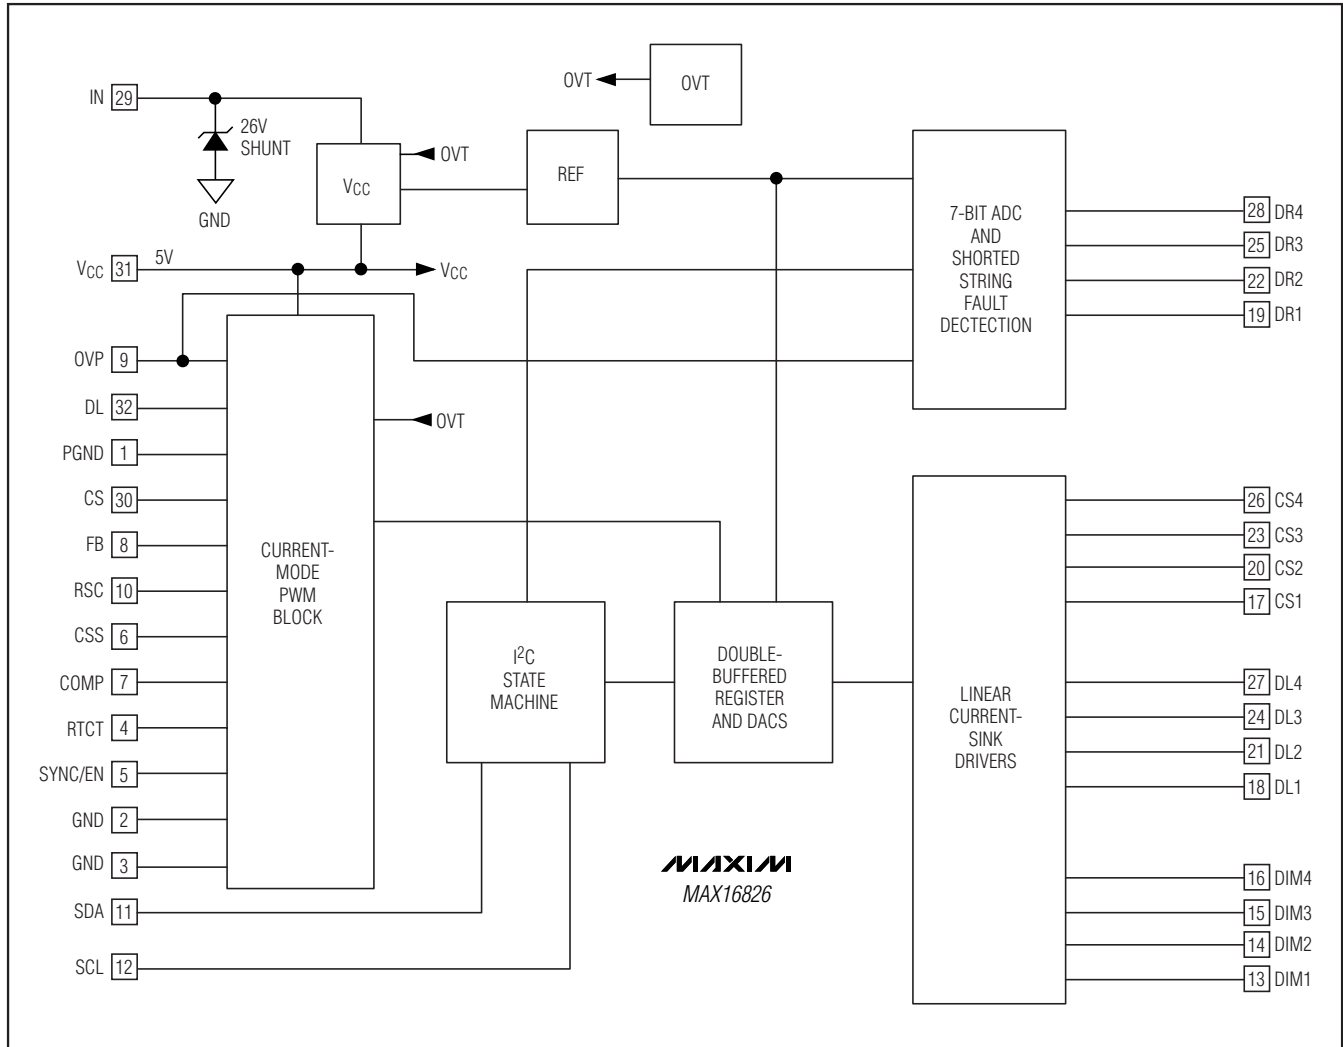 OVT
OVT
IN 29
26V
SHUNT
GND
VCC
OVT
REF
7-BIT ADC
AND
SHORTED
STRING
FAULT
DECTECTION
28 DR4
25 DR3
22 DR2
19 DR1
VCC 31
5V
VCC
OVP 9
DL 32
PGND 1
CS 30
FB 8
RSC 10
CSS 6
COMP 7
RTCT 4
SYNC/EN 5
GND 2
GND 3
SDA 11
SCL 12
OVT
CURRENT-
MODE
PWM
BLOCK
I2C
STATE
MACHINE
DOUBLE-
BUFFERED
REGISTER
AND DACS
LINEAR
CURRENT-
SINK
DRIVERS
26 CS4
23 CS3
20 CS2
17 CS1
27 DL4
24 DL3
21 DL2
18 DL1
16 DIM4
15 DIM3
14 DIM2
13 DIM1
MAXIM
MAX16826